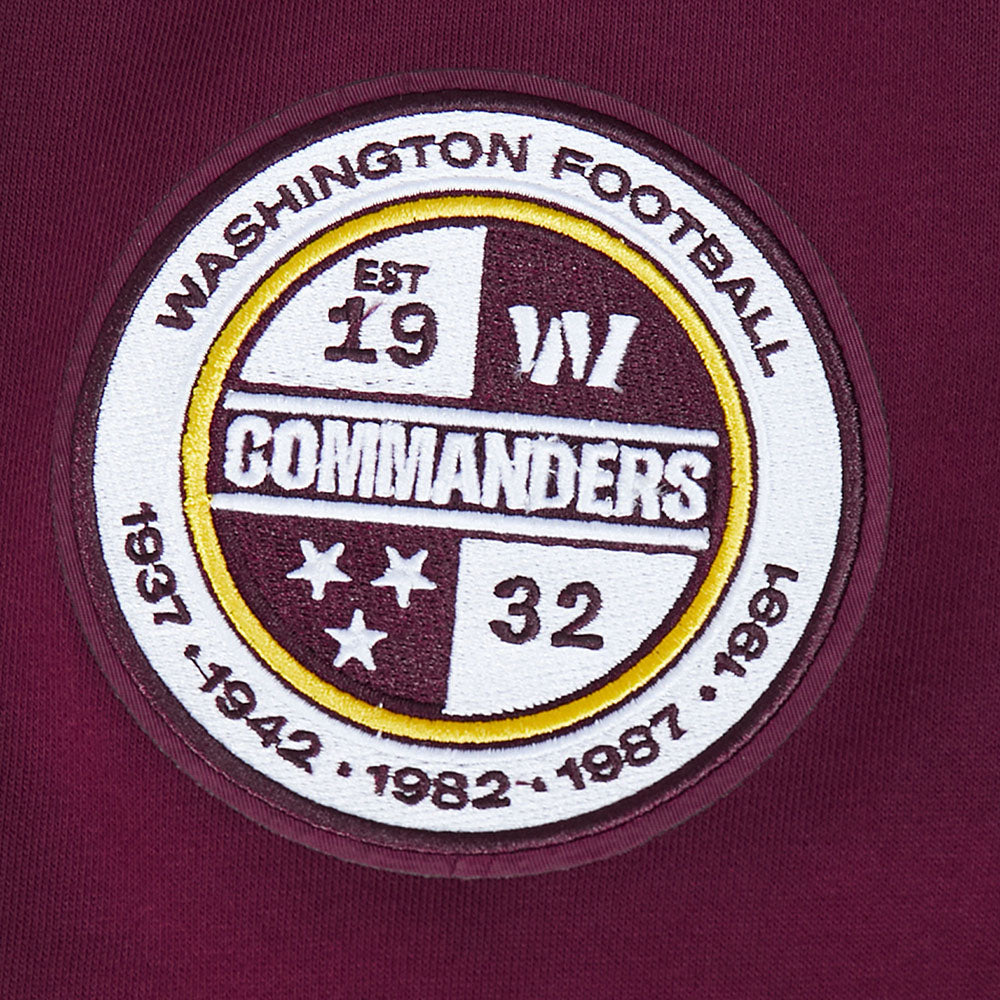 WASHINGTON FOOTBALL
EST
19
W
COMMANDERS
32
1937 · 1942 · 1982 · 1987 · 1991